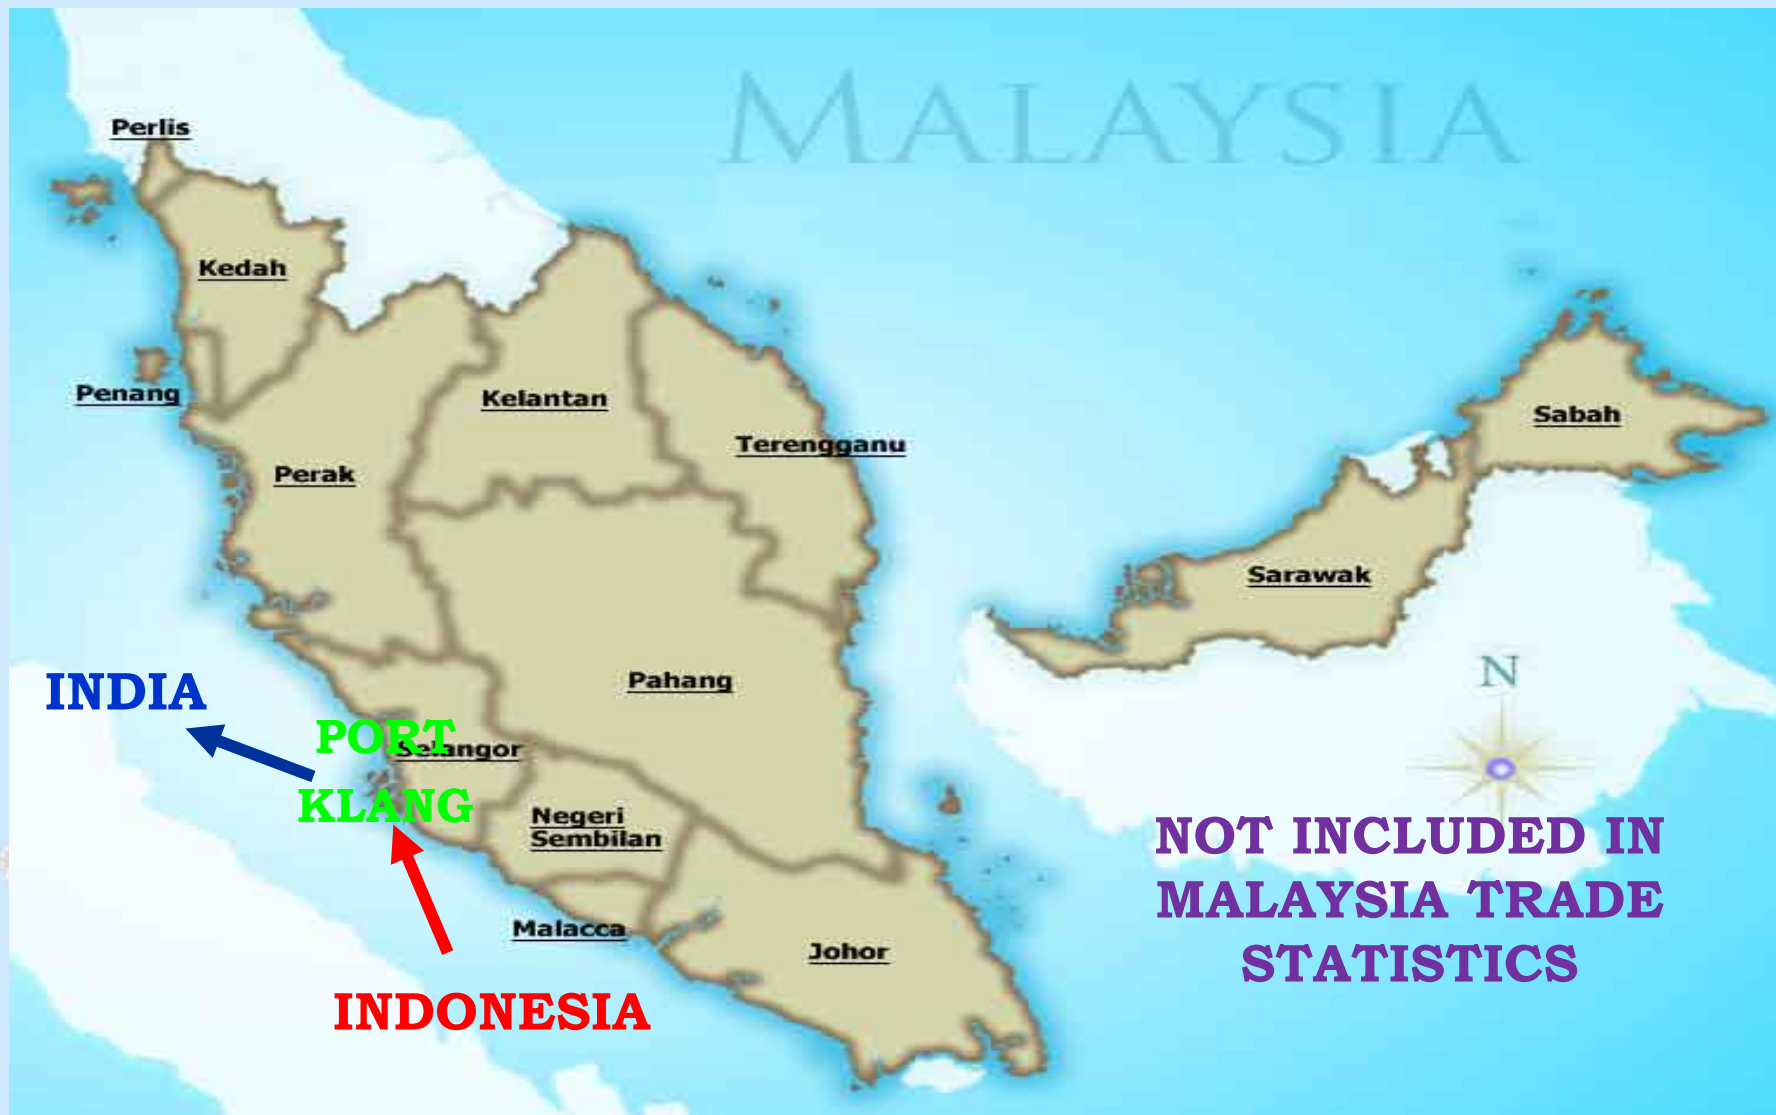 MALAYSIA
Perlis
Kedah
Penang
Kelantan
Terengganu
Perak
Sabah
Sarawak
Pahang
INDIA
PORT
KLANG
Selangor
Negeri
Sembilan
Malacca
Johor
INDONESIA
N
NOT INCLUDED IN
MALAYSIA TRADE
STATISTICS